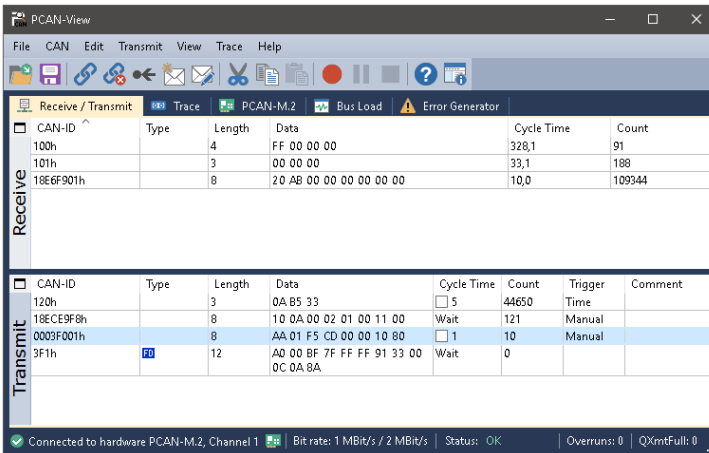 PCAN-View
File CAN Edit Transmit View Trace Help
Receive / Transmit Trace PCAN-M.2 Bus Load Error Generator
Receive
CAN-ID Type Length Data Cycle Time Count
100h 4 FF 00 00 00 328,1 91
101h 3 00 00 00 33,1 188
18E6F901h 8 20 AB 00 00 00 00 00 00 10,0 109344
Transmit
CAN-ID Type Length Data Cycle Time Count Trigger Comment
120h 3 0A B5 33 5 44650 Time
18ECE9F8h 8 10 0A 00 02 01 00 11 00 Wait 121 Manual
0003F001h 8 AA 01 F5 CD 00 00 10 80 1 10 Manual
3F1h FD 12 A0 00 BF 7F FF FF 91 33 00 Wait 0
0C 0A 8A
Connected to hardware PCAN-M.2, Channel 1 Bit rate: 1 MBit/s / 2 MBit/s Status: OK Overruns: 0 QXmtFull: 0